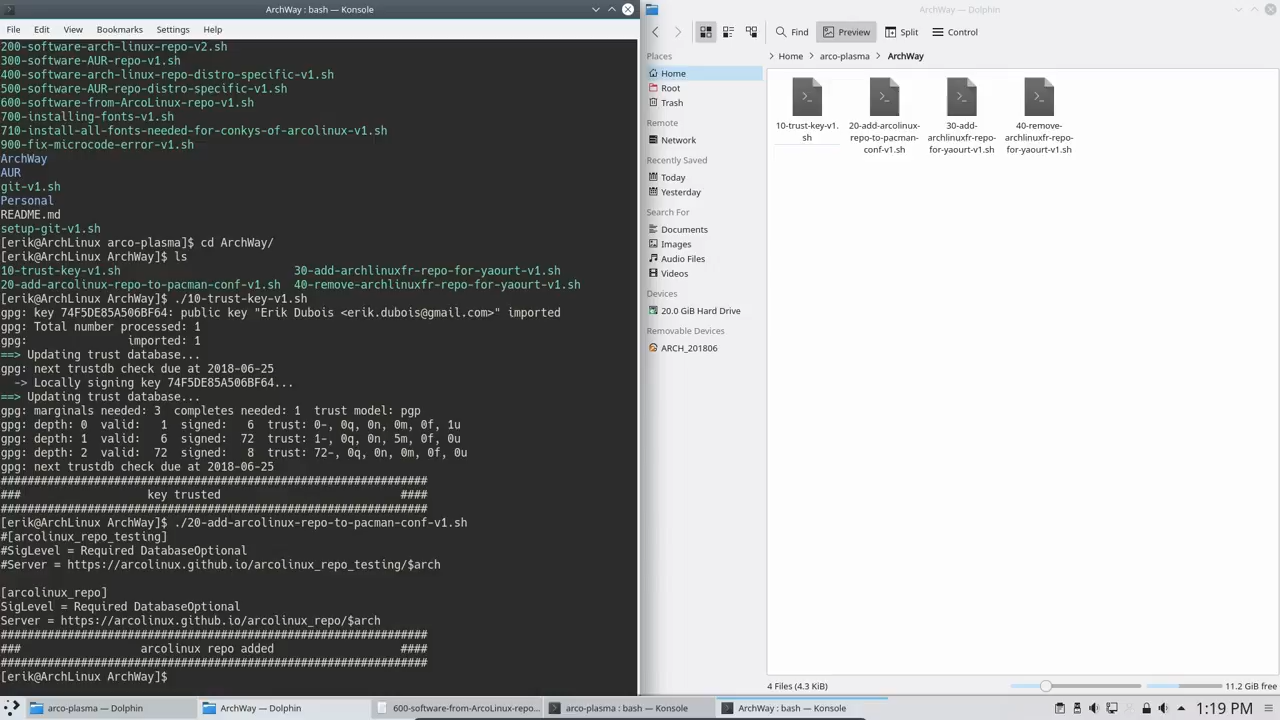 ArchWay : bash — Konsole
File Edit View Bookmarks Settings Help
200-software-arch-linux-repo-v2.sh
300-software-AUR-repo-v1.sh
400-software-arch-linux-repo-distro-specific-v1.sh
500-software-AUR-repo-distro-specific-v1.sh
600-software-from-ArcoLinux-repo-v1.sh
700-installing-fonts-v1.sh
710-install-all-fonts-needed-for-conkys-of-arcolinux-v1.sh
900-fix-microcode-error-v1.sh
ArchWay
AUR
git-v1.sh
Personal
README.md
setup-git-v1.sh
[erik@ArchLinux arco-plasma]$ cd ArchWay/
[erik@ArchLinux ArchWay]$ ls
10-trust-key-v1.sh 30-add-archlinuxfr-repo-for-yaourt-v1.sh
20-add-arcolinux-repo-to-pacman-conf-v1.sh 40-remove-archlinuxfr-repo-for-yaourt-v1.sh
[erik@ArchLinux ArchWay]$ ./10-trust-key-v1.sh
gpg: key 74F5DE85A506BF64: public key "Erik Dubois <erik.dubois@gmail.com>" imported
gpg: Total number processed: 1
gpg: imported: 1
==> Updating trust database...
gpg: next trustdb check due at 2018-06-25
-> Locally signing key 74F5DE85A506BF64...
==> Updating trust database...
gpg: marginals needed: 3 completes needed: 1 trust model: pgp
gpg: depth: 0 valid: 1 signed: 6 trust: 0-, 0q, 0n, 0m, 0f, 1u
gpg: depth: 1 valid: 6 signed: 72 trust: 1-, 0q, 0n, 5m, 0f, 0u
gpg: depth: 2 valid: 72 signed: 8 trust: 72-, 0q, 0n, 0m, 0f, 0u
gpg: next trustdb check due at 2018-06-25
################################################################
### key trusted ####
################################################################
[erik@ArchLinux ArchWay]$ ./20-add-arcolinux-repo-to-pacman-conf-v1.sh
#[arcolinux_repo_testing]
#SigLevel = Required DatabaseOptional
#Server = https://arcolinux.github.io/arcolinux_repo_testing/$arch
[arcolinux_repo]
SigLevel = Required DatabaseOptional
Server = https://arcolinux.github.io/arcolinux_repo/$arch
################################################################
### arcolinux repo added ####
################################################################
[erik@ArchLinux ArchWay]$
ArchWay — Dolphin
Find Preview Split Control
Places
Home
Root
Trash
Remote
Network
Recently Saved
Today
Yesterday
Search For
Documents
Images
Audio Files
Videos
Devices
20.0 GiB Hard Drive
Removable Devices
ARCH_201806
> Home > arco-plasma > ArchWay
10-trust-key-v1.
sh
20-add-arcolinux-
repo-to-pacman-
conf-v1.sh
30-add-
archlinuxfr-repo-
for-yaourt-v1.sh
40-remove-
archlinuxfr-repo-
for-yaourt-v1.sh
4 Files (4.3 KiB)
11.2 GiB free
arco-plasma — Dolphin
ArchWay — Dolphin
600-software-from-ArcoLinux-repo...
arco-plasma : bash — Konsole
ArchWay : bash — Konsole
1:19 PM